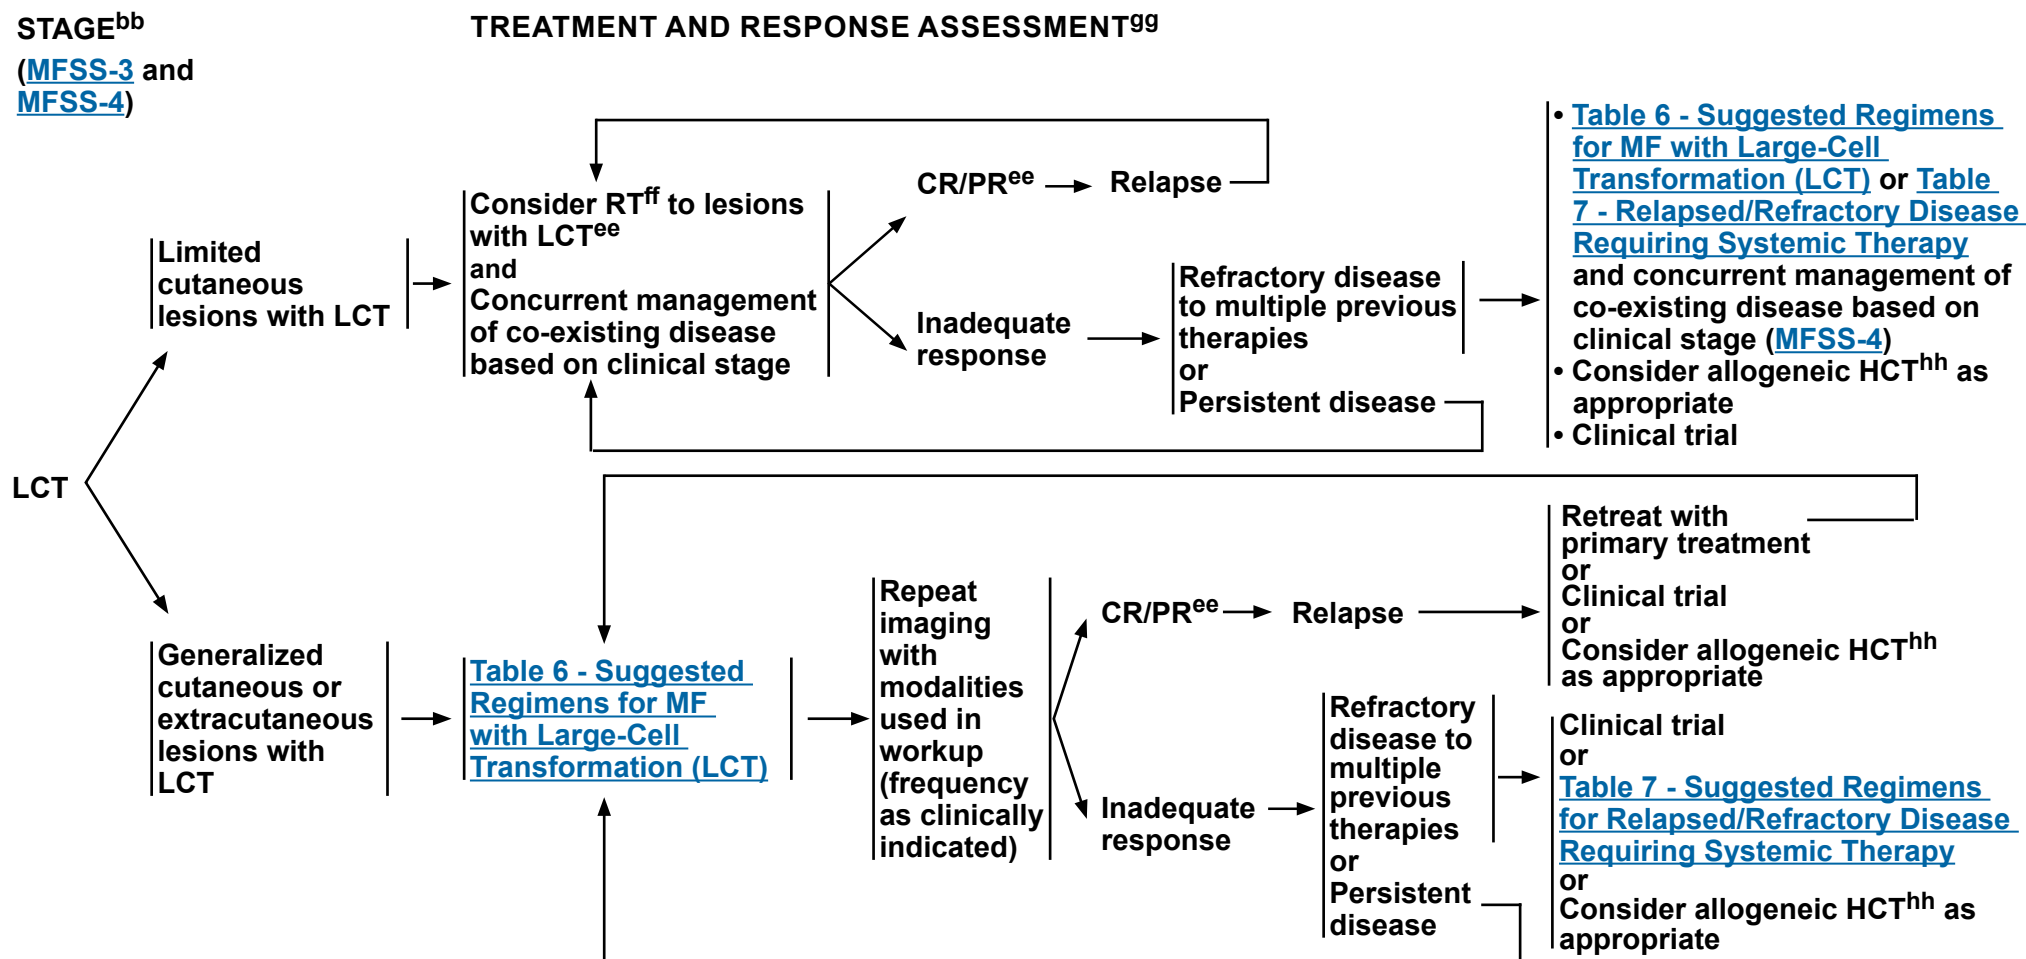 STAGEbb
(MFSS-3 and
MFSS-4)
TREATMENT AND RESPONSE ASSESSMENTgg
LCT
Limited
cutaneous
lesions with LCT
Consider RTff to lesions
with LCTee
and
Concurrent management
of co-existing disease
based on clinical stage
CR/PRee
Relapse
Inadequate
response
Refractory disease
to multiple previous
therapies
or
Persistent disease
• Table 6 - Suggested Regimens
for MF with Large-Cell
Transformation (LCT) or Table
7 - Relapsed/Refractory Disease
Requiring Systemic Therapy
and concurrent management of
co-existing disease based on
clinical stage (MFSS-4)
• Consider allogeneic HCThh as
appropriate
• Clinical trial
Generalized
cutaneous or
extracutaneous
lesions with
LCT
Table 6 - Suggested
Regimens for MF
with Large-Cell
Transformation (LCT)
Repeat
imaging
with
modalities
used in
workup
(frequency
as clinically
indicated)
CR/PRee
Relapse
Retreat with
primary treatment
or
Clinical trial
or
Consider allogeneic HCThh
as appropriate
Inadequate
response
Refractory
disease to
multiple
previous
therapies
or
Persistent
disease
Clinical trial
or
Table 7 - Suggested Regimens
for Relapsed/Refractory Disease
Requiring Systemic Therapy
or
Consider allogeneic HCThh as
appropriate